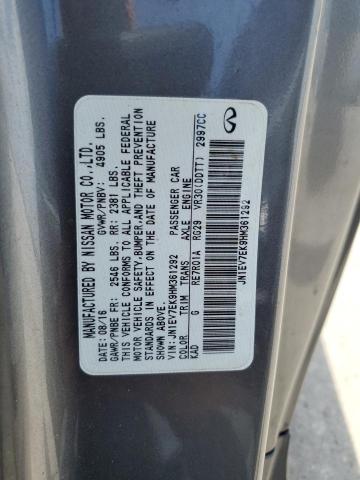 MANUFACTURED BY NISSAN MOTOR CO.,LTD.
08/16 GVWR/PNBV: 4905 LBS.
GAWR/PNBE FR: 2546 LBS. RR: 2381 LBS.
THIS VEHICLE CONFORMS TO ALL APPLICABLE FEDERAL
MOTOR VEHICLE SAFETY,BUMPER,AND THEFT PREVENTION
STANDARDS IN EFFECT ON THE DATE OF MANUFACTURE
SHOWN ABOVE.
VIN:JN1EV7EK9HM361292 PASSENGER CAR
COLOR TRIM TRANS AXLE ENGINE
KAD G RE7R01A RG29 VR30(DDTT) 2997CC
JN1EV7EK9HM361292